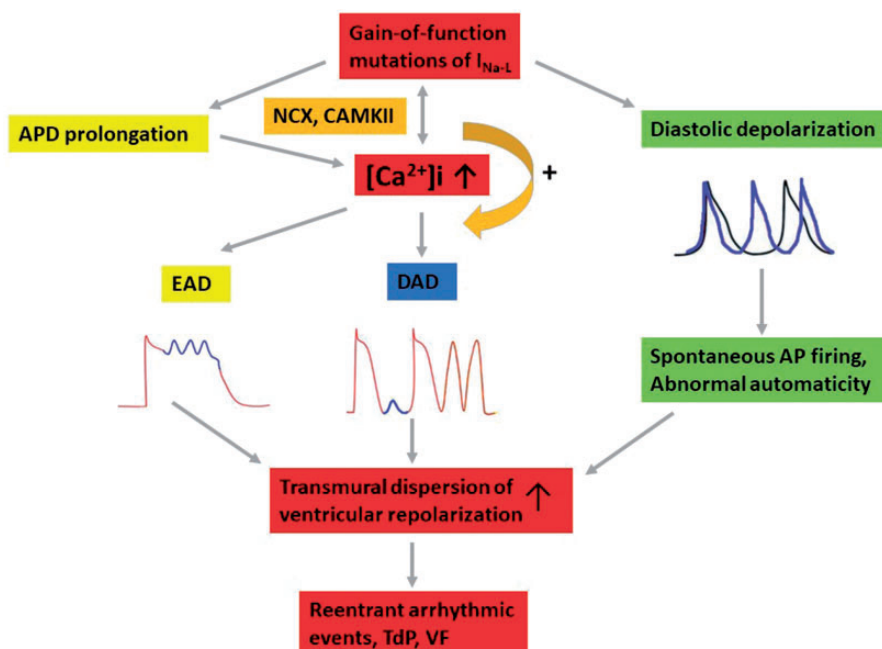 Gain-of-function
mutations of I_Na-L
NCX, CAMKII
APD prolongation
Diastolic depolarization
[Ca²⁺]i ↑
+
EAD
DAD
Spontaneous AP firing,
Abnormal automaticity
Transmural dispersion of
ventricular repolarization ↑
Reentrant arrhythmic
events, TdP, VF